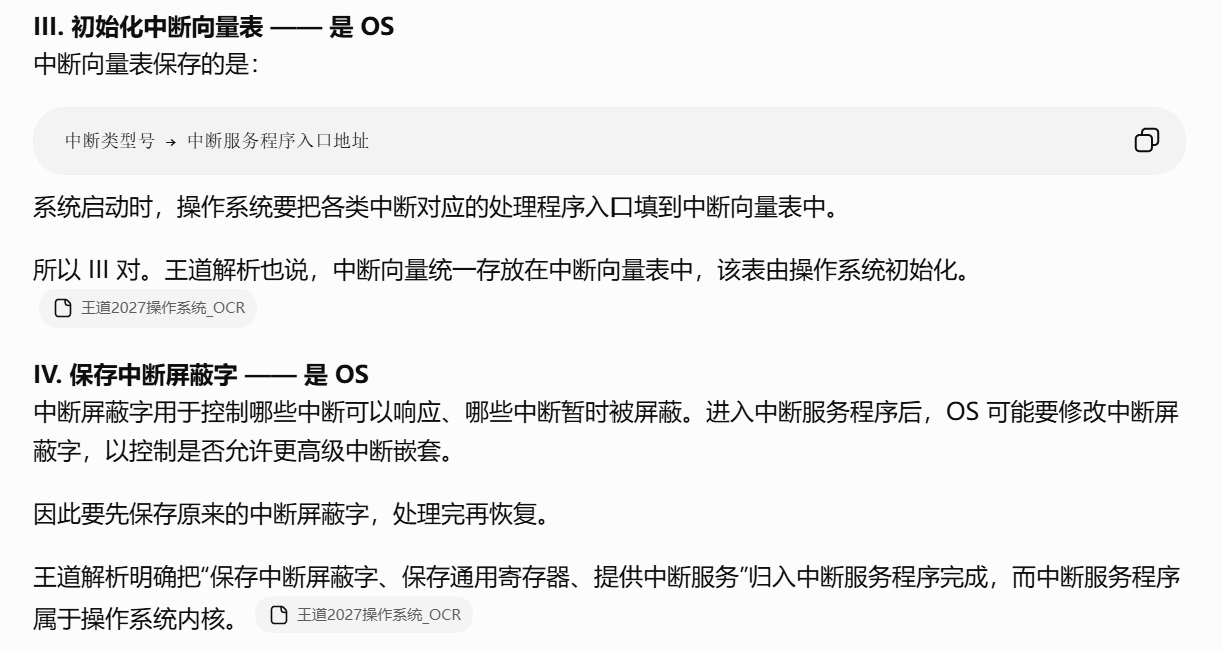 III. 初始化中断向量表 —— 是 OS
中断向量表保存的是：
中断类型号 → 中断服务程序入口地址
系统启动时，操作系统要把各类中断对应的处理程序入口填到中断向量表中。
所以 III 对。王道解析也说，中断向量统一存放在中断向量表中，该表由操作系统初始化。
王道2027操作系统_OCR
IV. 保存中断屏蔽字 —— 是 OS
中断屏蔽字用于控制哪些中断可以响应、哪些中断暂时被屏蔽。进入中断服务程序后，OS 可能要修改中断屏
蔽字，以控制是否允许更高级中断嵌套。
因此要先保存原来的中断屏蔽字，处理完再恢复。
王道解析明确把“保存中断屏蔽字、保存通用寄存器、提供中断服务”归入中断服务程序完成，而中断服务程序
属于操作系统内核。 王道2027操作系统_OCR